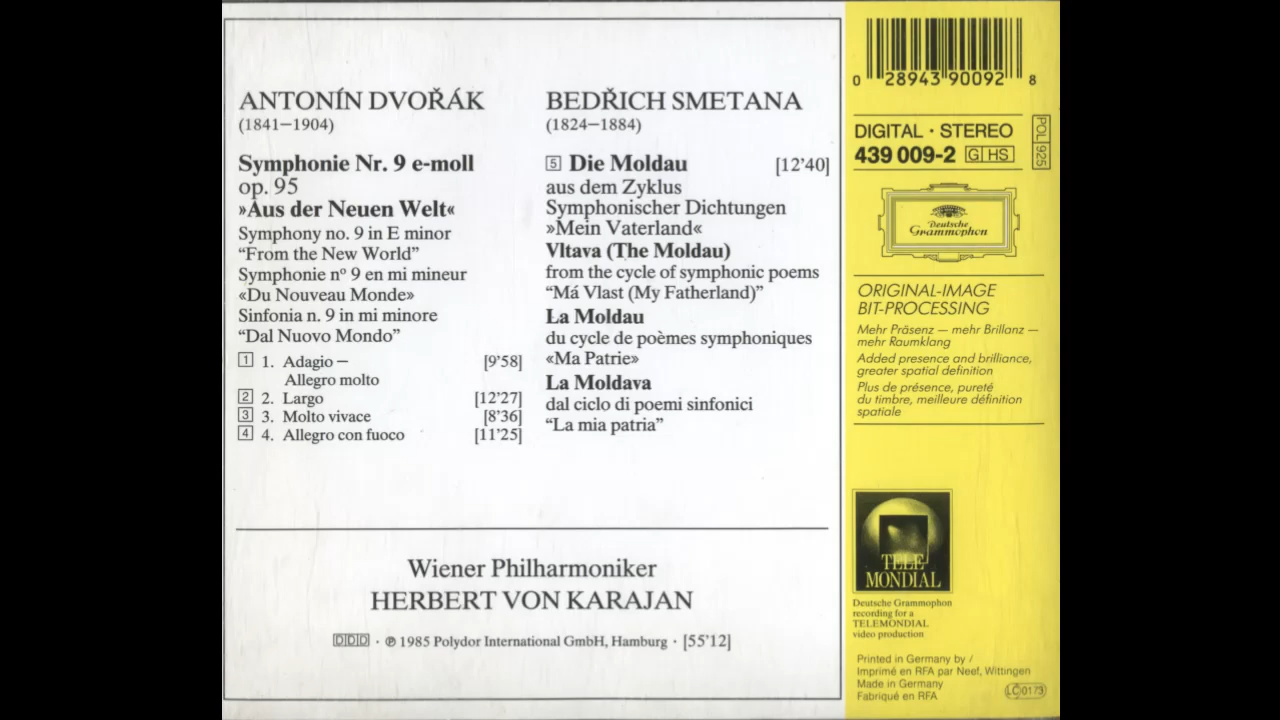 ANTONÍN DVOŘÁK
(1841–1904)
Symphonie Nr. 9 e-moll
op. 95
»Aus der Neuen Welt«
Symphony no. 9 in E minor
“From the New World”
Symphonie nº 9 en mi mineur
«Du Nouveau Monde»
Sinfonia n. 9 in mi minore
“Dal Nuovo Mondo”
1 1. Adagio – [9’58]
Allegro molto
2 2. Largo [12’27]
3 3. Molto vivace [8’36]
4 4. Allegro con fuoco [11’25]
BEDŘICH SMETANA
(1824–1884)
5 Die Moldau [12’40]
aus dem Zyklus
Symphonischer Dichtungen
»Mein Vaterland«
Vltava (The Moldau)
from the cycle of symphonic poems
“Má Vlast (My Fatherland)”
La Moldau
du cycle de poèmes symphoniques
«Ma Patrie»
La Moldava
dal ciclo di poemi sinfonici
“La mia patria”
Wiener Philharmoniker
HERBERT VON KARAJAN
DDD · ℗ 1985 Polydor International GmbH, Hamburg · [55’12]
0 28943 90092 8
DIGITAL · STEREO
439 009-2 G HS
POL 925
Deutsche
Grammophon
ORIGINAL-IMAGE
BIT-PROCESSING
Mehr Präsenz – mehr Brillanz –
mehr Raumklang
Added presence and brilliance,
greater spatial definition
Plus de présence, pureté
du timbre, meilleure définition
spatiale
TELE
MONDIAL
Deutsche Grammophon
recording for a
TELEMONDIAL
video production
Printed in Germany by /
Imprimé en RFA par Neef, Wittingen
Made in Germany
Fabriqué en RFA
LC 0173